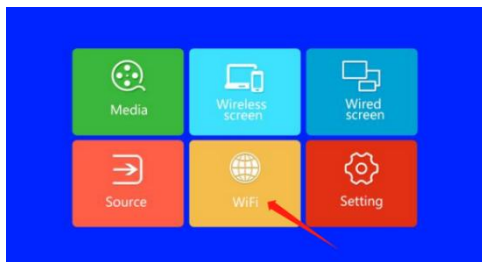 Media
Wireless
screen
Wired
screen
Source
WiFi
Setting